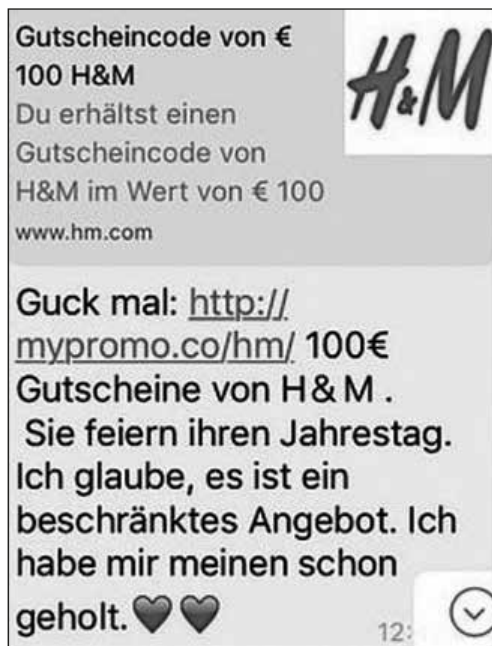 Gutscheincode von €
100 H&M
Du erhältst einen
Gutscheincode von
H&M im Wert von € 100
www.hm.com
H&M
Guck mal: http://
mypromo.co/hm/ 100€
Gutscheine von H&M .
Sie feiern ihren Jahrestag.
Ich glaube, es ist ein
beschränktes Angebot. Ich
habe mir meinen schon
geholt.🖤🖤
12: